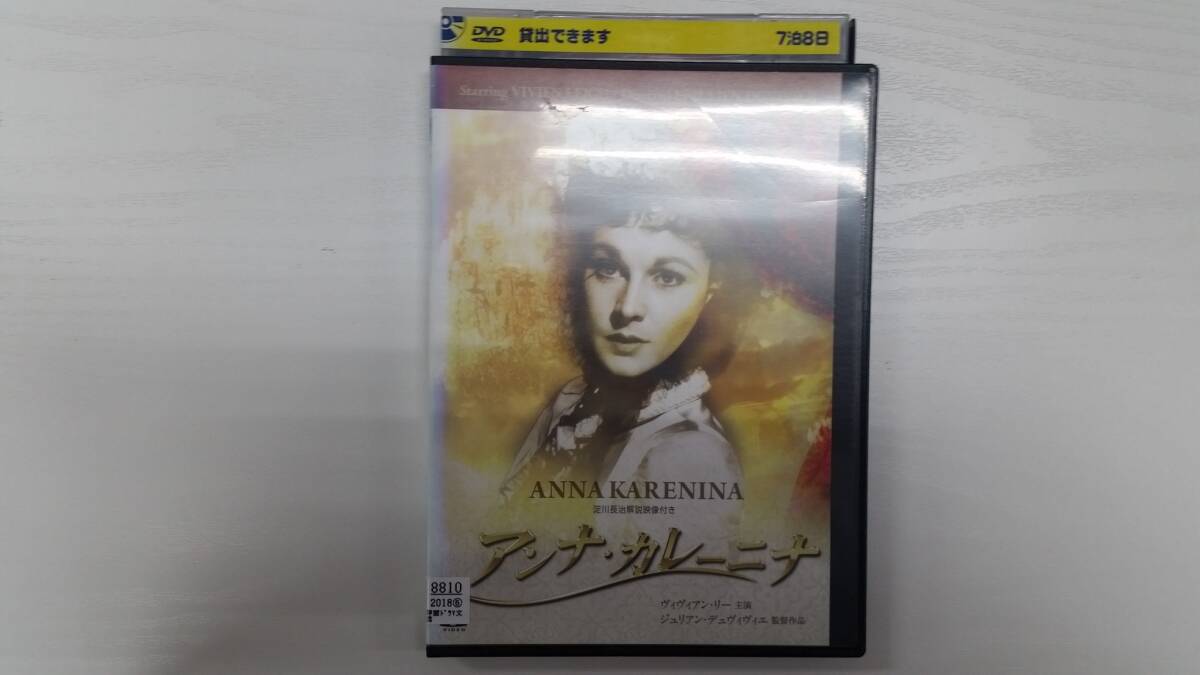 DVD 貸出できます 7泊8日
Starring VIVIEN LEIGH
ANNA KARENINA
淀川長治解説映像付き
アンナ・カレーニナ
8810
2018
ヴィヴィアン・リー 主演
ジュリアン・デュヴィヴィエ 監督作品
VIDEO